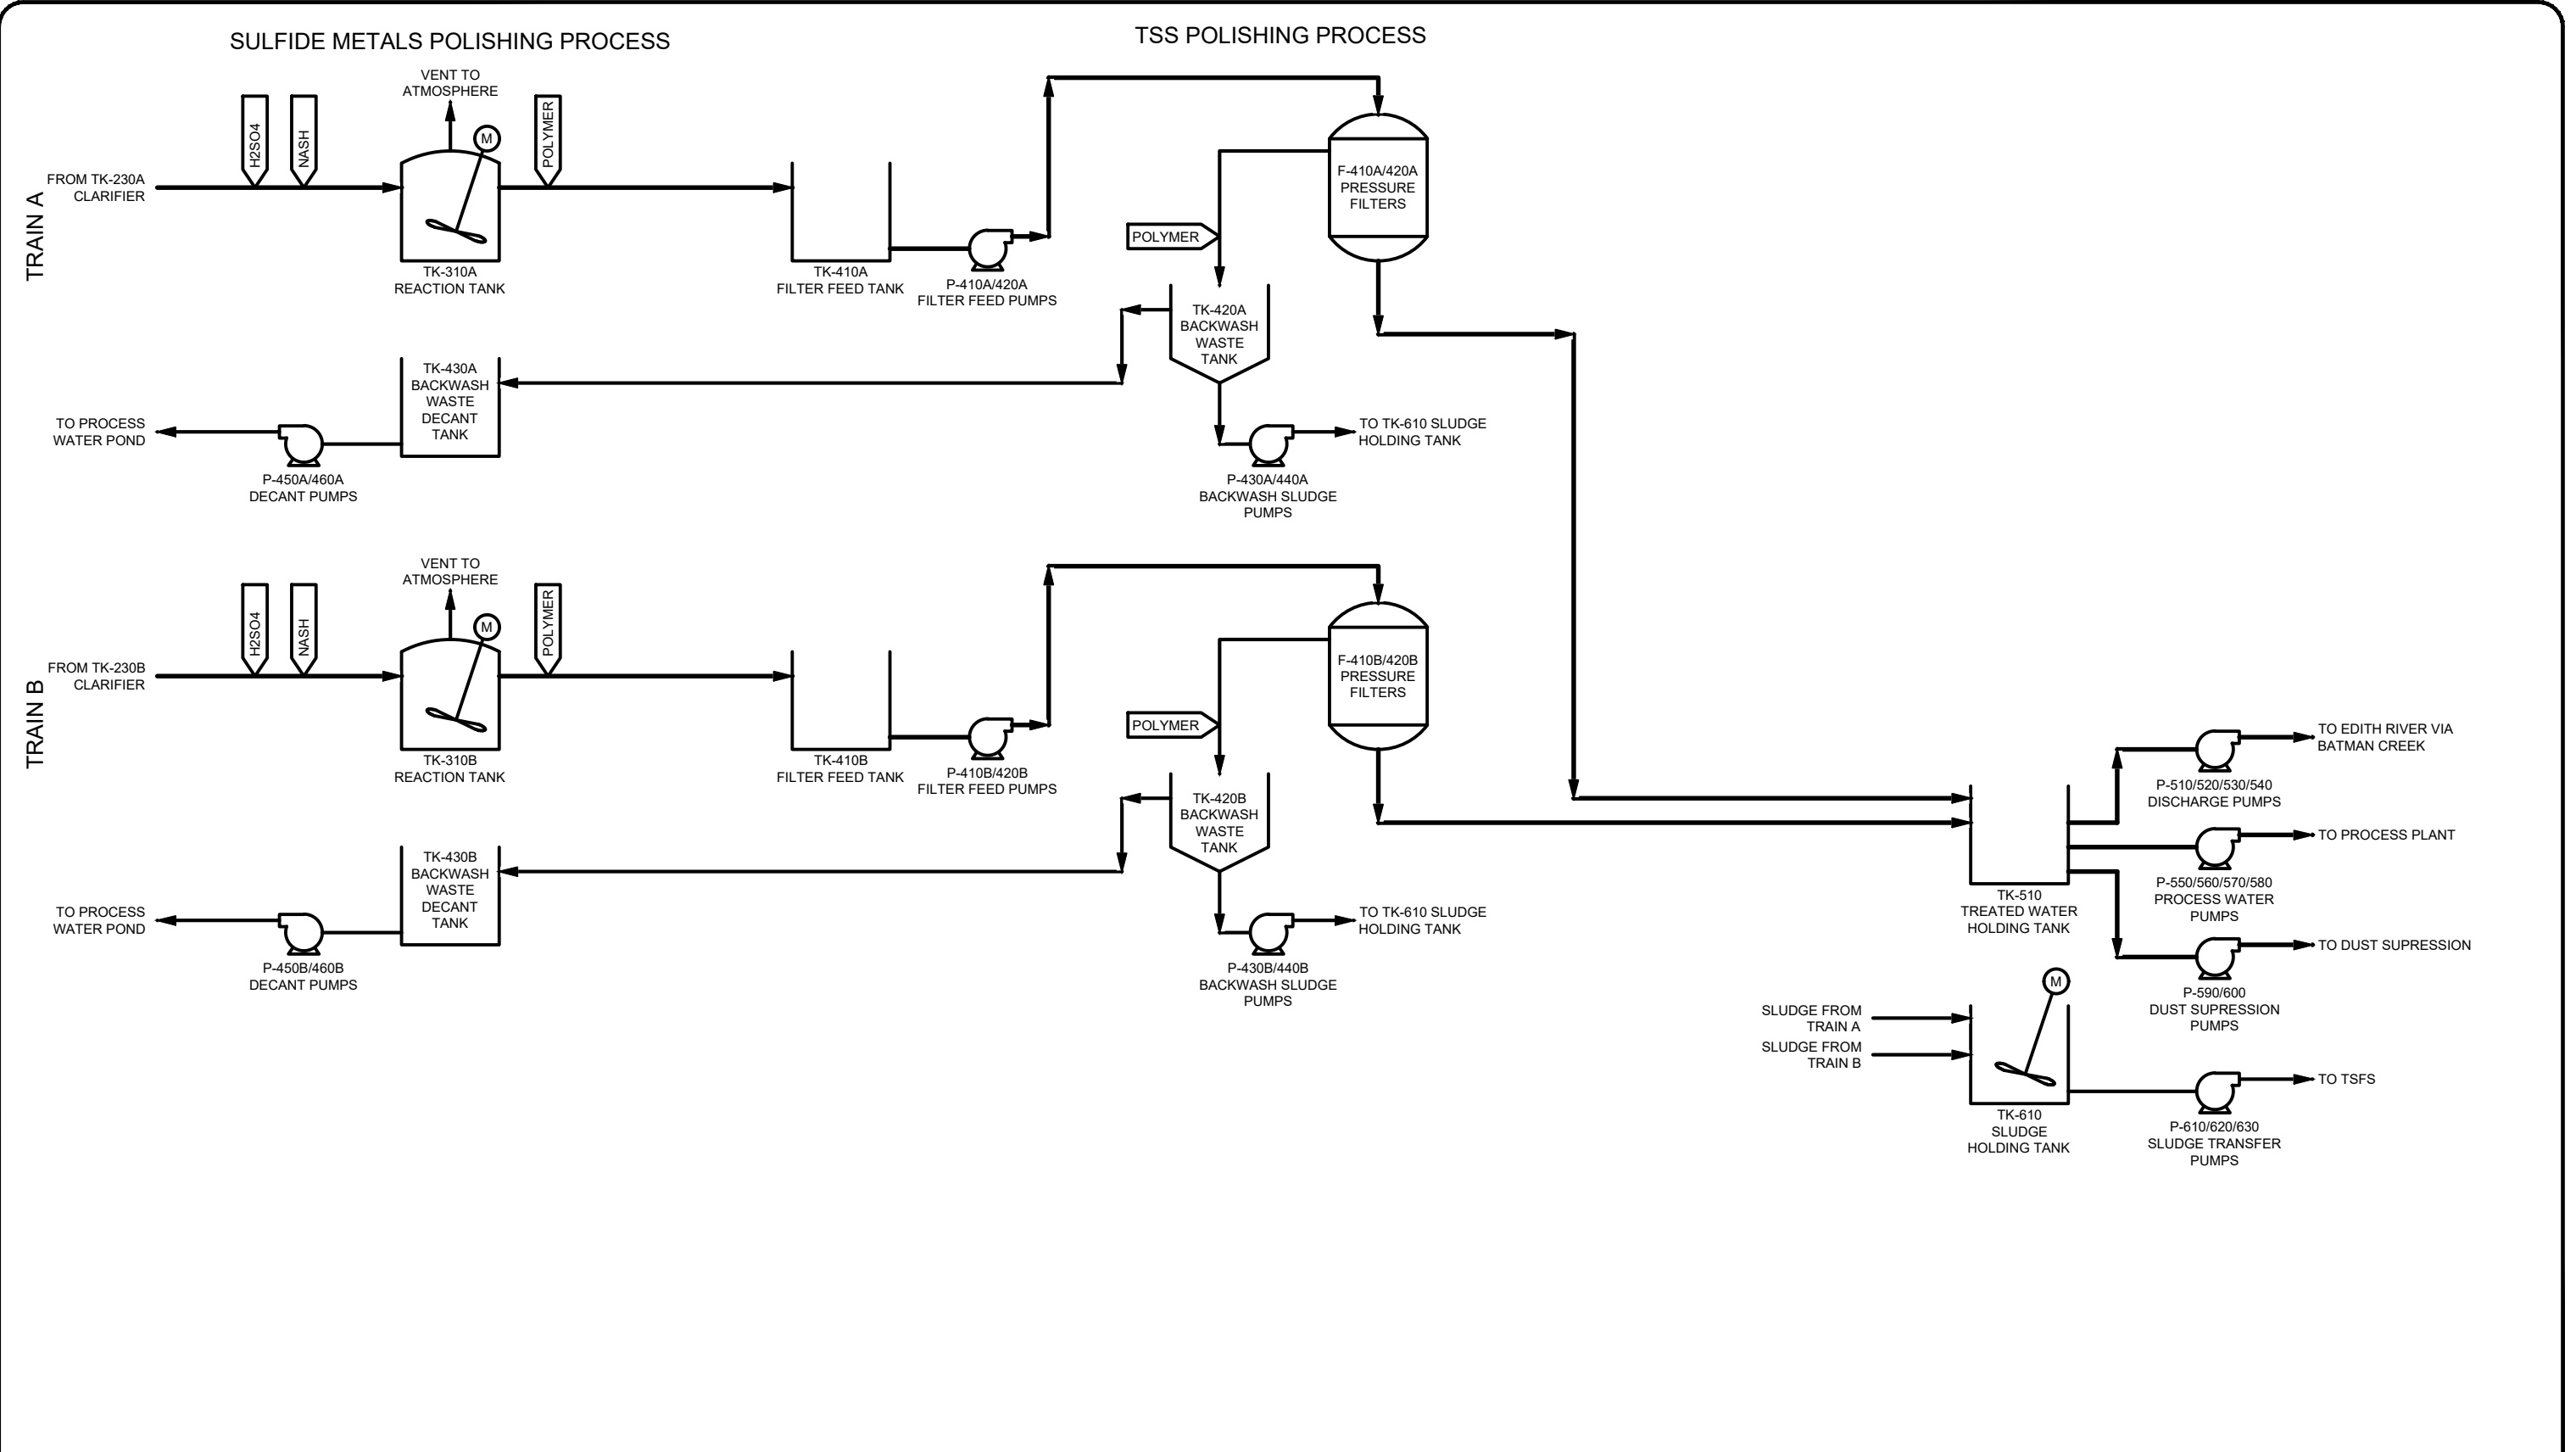 SULFIDE METALS POLISHING PROCESS
TSS POLISHING PROCESS
TRAIN A
FROM TK-230A
CLARIFIER
H2SO4
NASH
VENT TO
ATMOSPHERE
M
POLYMER
TK-310A
REACTION TANK
TK-410A
FILTER FEED TANK
P-410A/420A
FILTER FEED PUMPS
F-410A/420A
PRESSURE
FILTERS
POLYMER
TK-420A
BACKWASH
WASTE
TANK
TK-430A
BACKWASH
WASTE
DECANT
TANK
TO PROCESS
WATER POND
P-450A/460A
DECANT PUMPS
TO TK-610 SLUDGE
HOLDING TANK
P-430A/440A
BACKWASH SLUDGE
PUMPS
TRAIN B
FROM TK-230B
CLARIFIER
H2SO4
NASH
VENT TO
ATMOSPHERE
M
POLYMER
TK-310B
REACTION TANK
TK-410B
FILTER FEED TANK
P-410B/420B
FILTER FEED PUMPS
F-410B/420B
PRESSURE
FILTERS
POLYMER
TK-420B
BACKWASH
WASTE
TANK
TK-430B
BACKWASH
WASTE
DECANT
TANK
TO PROCESS
WATER POND
P-450B/460B
DECANT PUMPS
TO TK-610 SLUDGE
HOLDING TANK
P-430B/440B
BACKWASH SLUDGE
PUMPS
TO EDITH RIVER VIA
BATMAN CREEK
P-510/520/530/540
DISCHARGE PUMPS
TO PROCESS PLANT
P-550/560/570/580
PROCESS WATER
PUMPS
TK-510
TREATED WATER
HOLDING TANK
TO DUST SUPRESSION
P-590/600
DUST SUPRESSION
PUMPS
M
SLUDGE FROM
TRAIN A
SLUDGE FROM
TRAIN B
TK-610
SLUDGE
HOLDING TANK
TO TSFS
P-610/620/630
SLUDGE TRANSFER
PUMPS